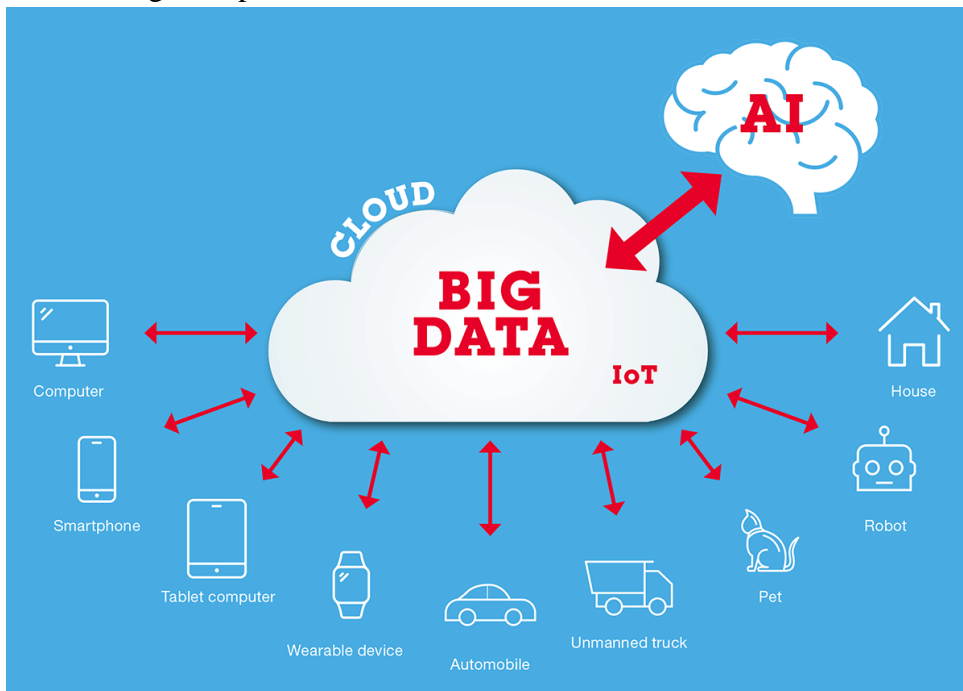 AI
CLOUD
BIG
DATA
IoT
Computer
House
Smartphone
Robot
Tablet computer
Pet
Wearable device
Unmanned truck
Automobile